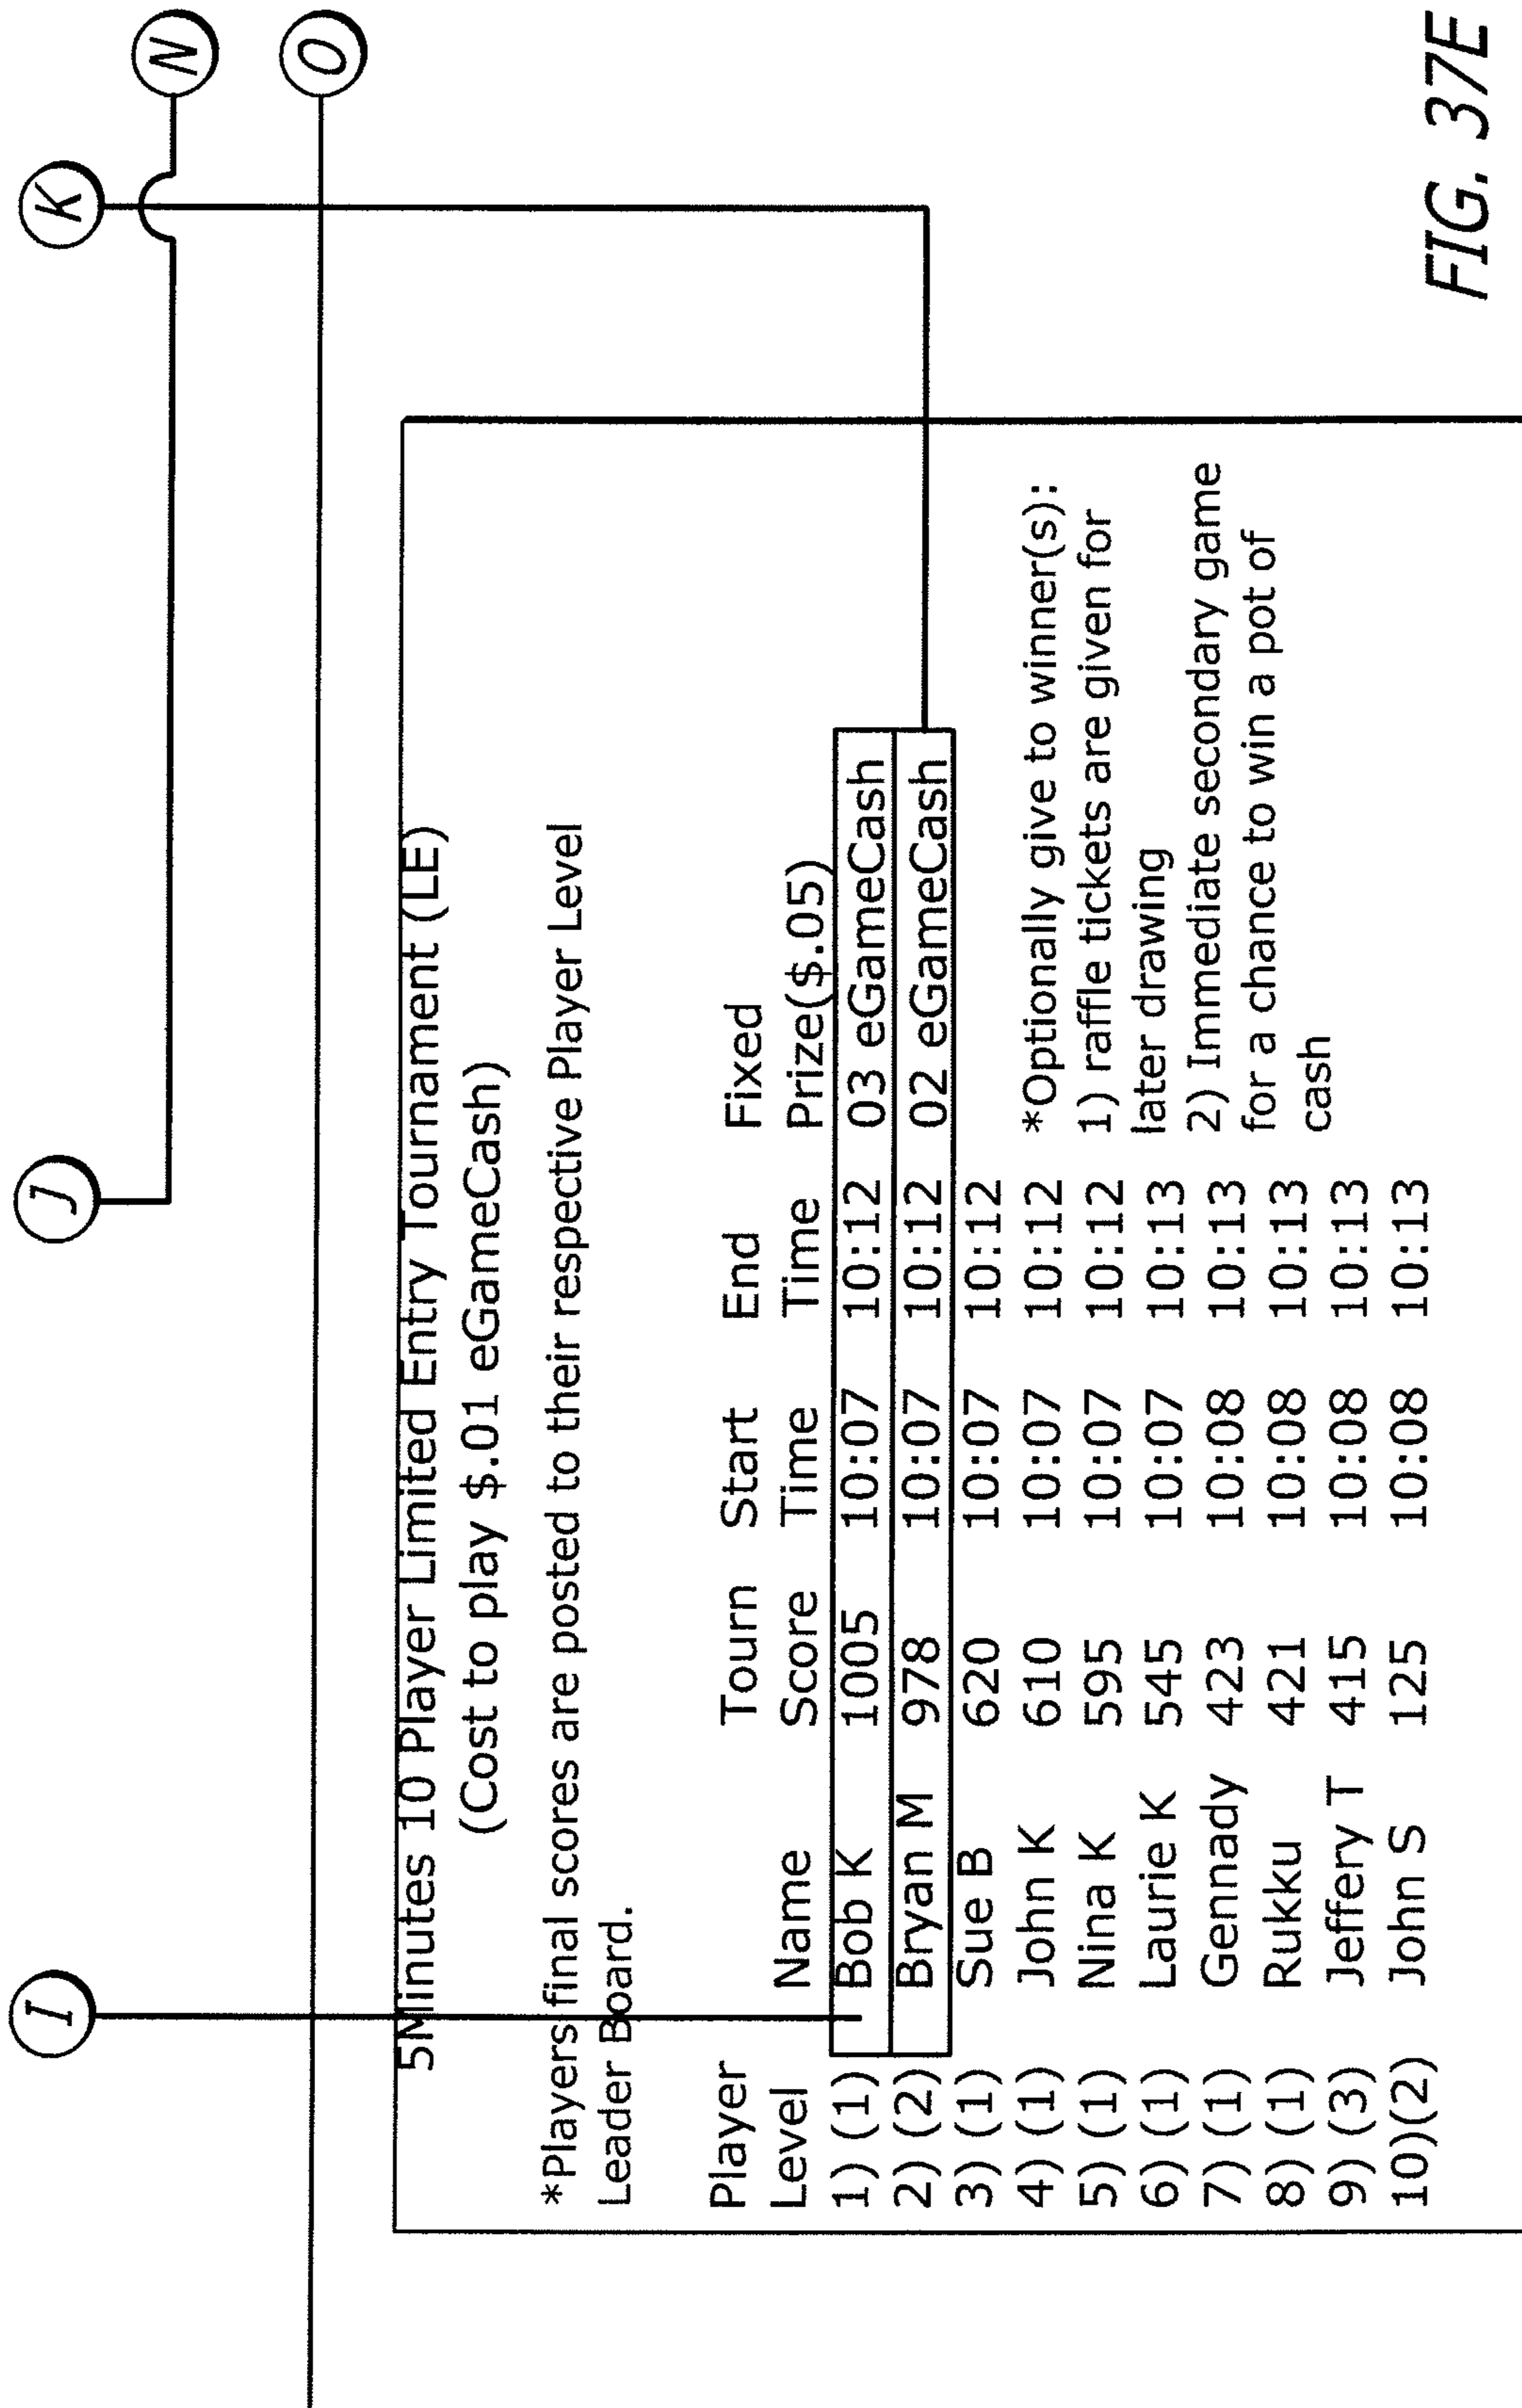 I
J
K
N
O
5Minutes 10 Player Limited Entry Tournament (LE)
(Cost to play $.01 eGameCash)
*Players final scores are posted to their respective Player Level
Leader Board.
Player Tourn Start End Fixed
Level Name Score Time Time Prize($.05)
1) (1) Bob K 1005 10:07 10:12 03 eGameCash
2) (2) Bryan M 978 10:07 10:12 02 eGameCash
3) (1) Sue B 620 10:07 10:12
4) (1) John K 610 10:07 10:12
5) (1) Nina K 595 10:07 10:12
6) (1) Laurie K 545 10:07 10:13
7) (1) Gennady 423 10:08 10:13
8) (1) Rukku 421 10:08 10:13
9) (3) Jeffery T 415 10:08 10:13
10)(2) John S 125 10:08 10:13
*Optionally give to winner(s):
1) raffle tickets are given for
later drawing
2) Immediate secondary game
for a chance to win a pot of
cash
FIG. 37E